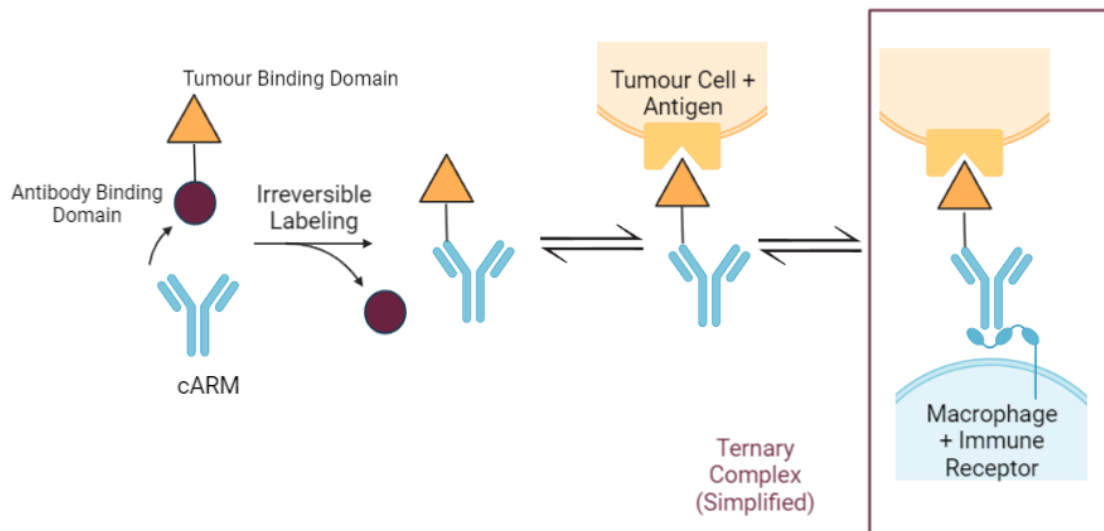 Tumour Binding Domain
Antibody Binding
Domain
Irreversible
Labeling
cARM
Tumour Cell +
Antigen
Ternary
Complex
(Simplified)
Macrophage
+ Immune
Receptor